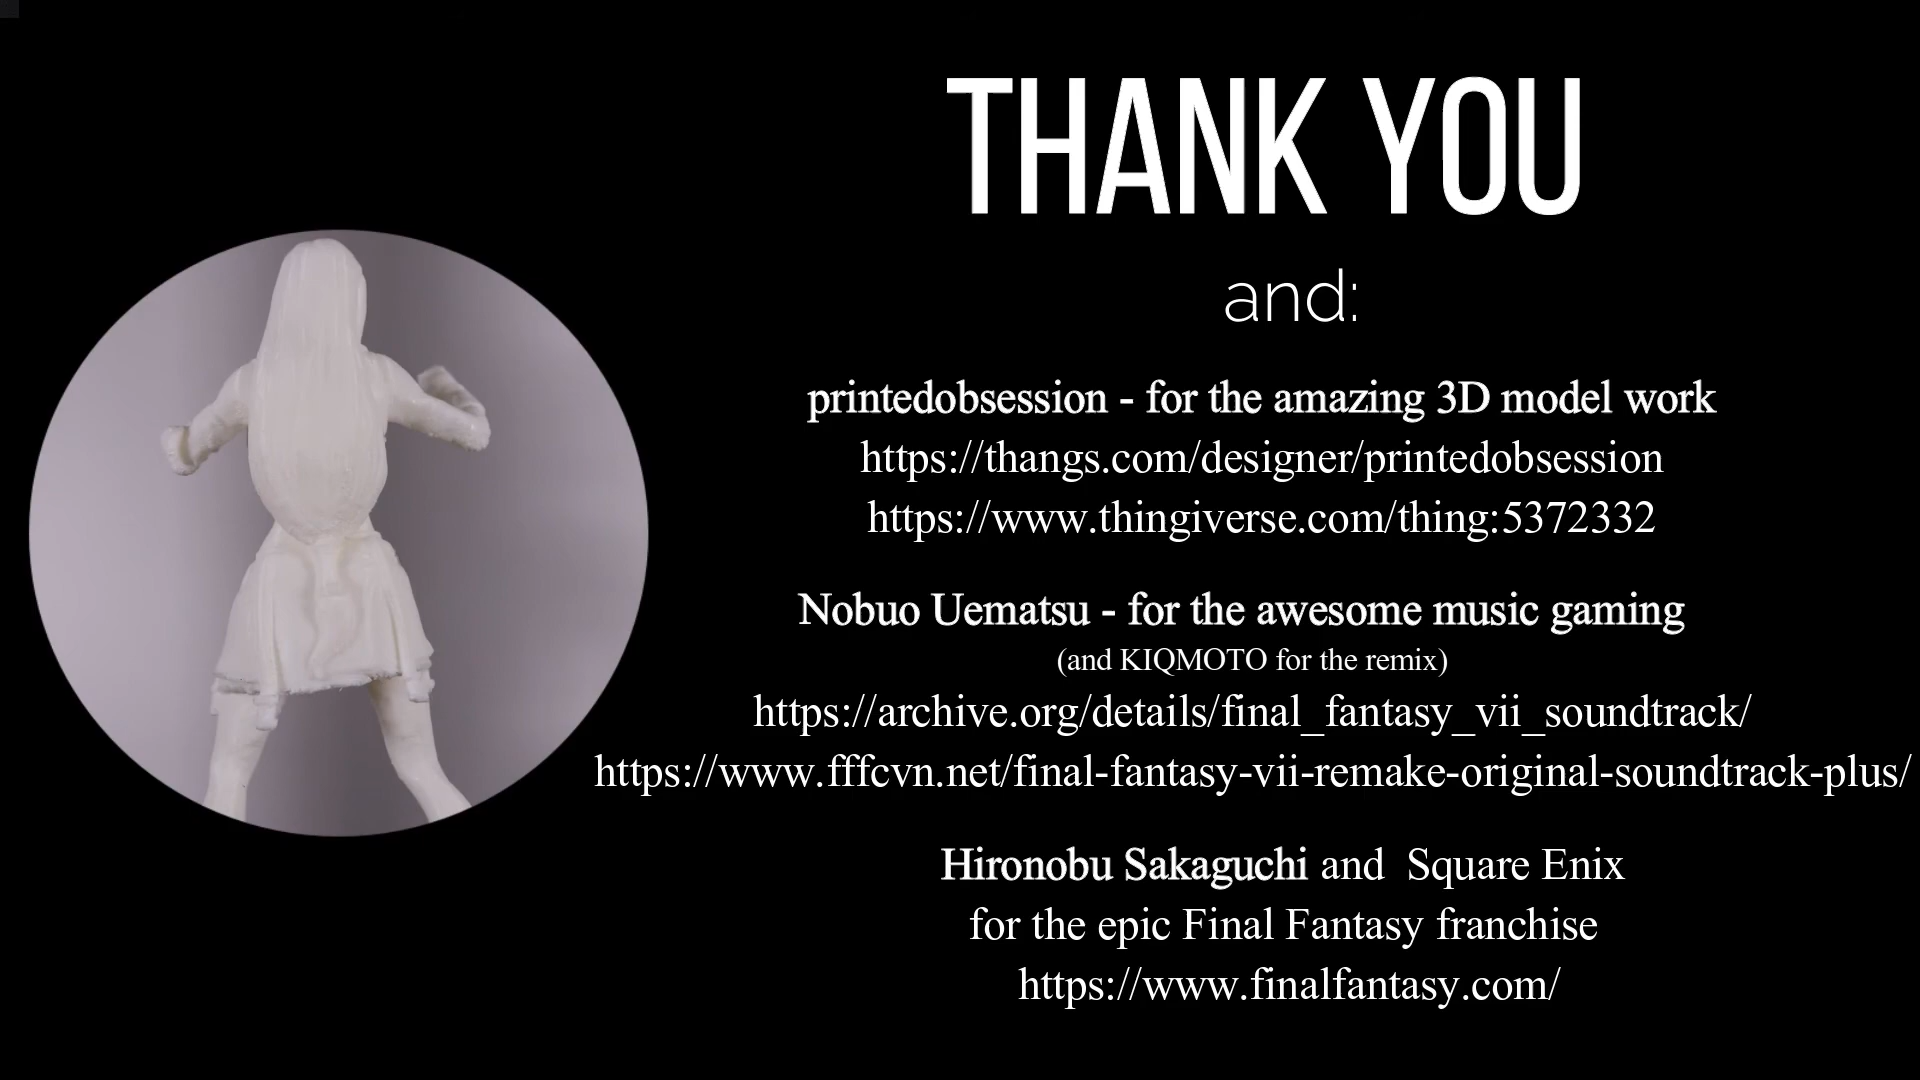 THANK YOU
and:
printedobsession - for the amazing 3D model work
https://thangs.com/designer/printedobsession
https://www.thingiverse.com/thing:5372332
Nobuo Uematsu - for the awesome music gaming
(and KIQMOTO for the remix)
https://archive.org/details/final_fantasy_vii_soundtrack/
https://www.fffcvn.net/final-fantasy-vii-remake-original-soundtrack-plus/
Hironobu Sakaguchi and  Square Enix
for the epic Final Fantasy franchise
https://www.finalfantasy.com/